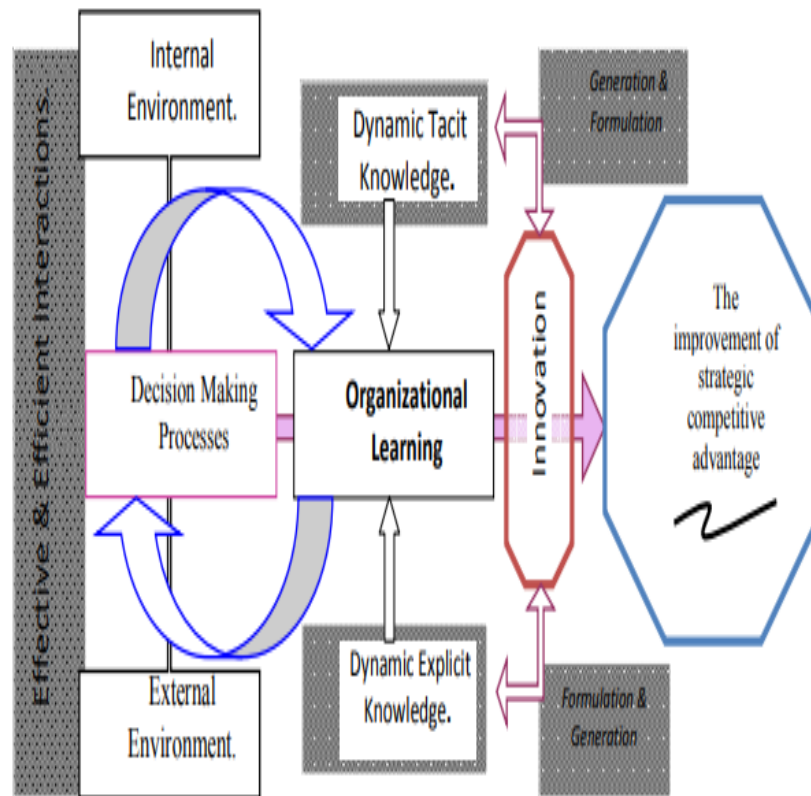 Effective & Efficient Interactions.
Internal
Environment.
Dynamic Tacit
Knowledge.
Generation &
Formulation
Decision Making
Processes
Organizational
Learning
Innovation
The
improvement of
strategic
competitive
advantage
External
Environment.
Dynamic Explicit
Knowledge.
Formulation &
Generation